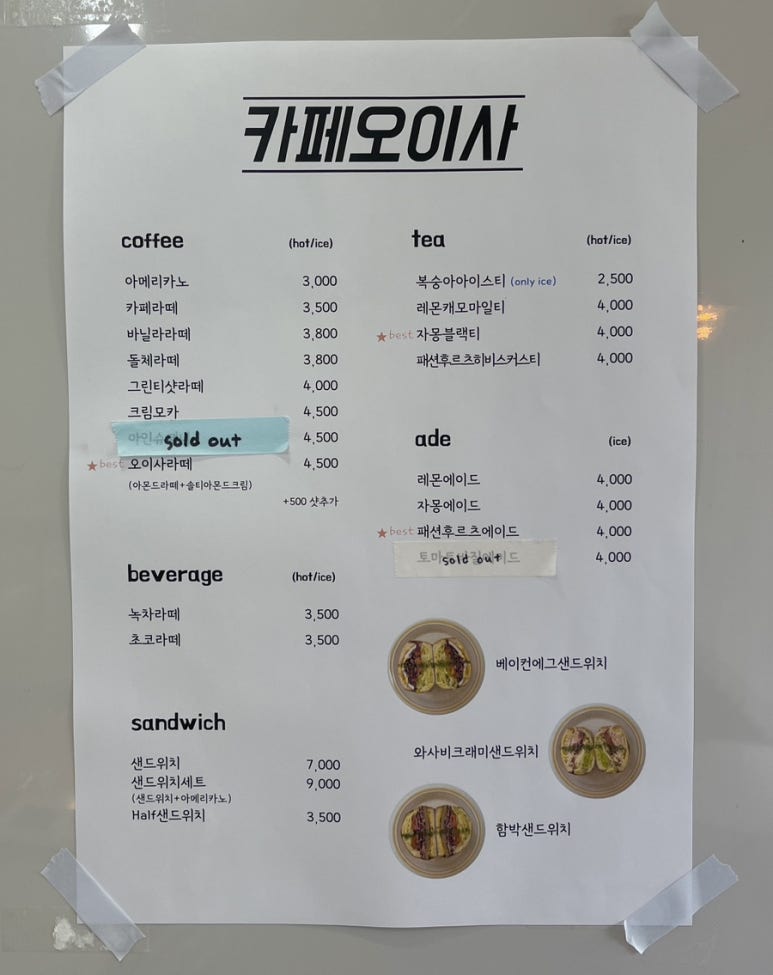 카페오이사
coffee (hot/ice)
아메리카노 3,000
카페라떼 3,500
바닐라라떼 3,800
돌체라떼 3,800
그린티샷라떼 4,000
크림모카 4,500
sold out 4,500
★best 오이사라떼 4,500
(아몬드라떼+솔티아몬드크림)
+500 샷추가
beverage (hot/ice)
녹차라떼 3,500
초코라떼 3,500
sandwich
샌드위치 7,000
샌드위치세트 9,000
(샌드위치+아메리카노)
Half샌드위치 3,500
tea (hot/ice)
복숭아아이스티 (only ice) 2,500
레몬캐모마일티 4,000
★best 자몽블랙티 4,000
패션후르츠히비스커스티 4,000
ade (ice)
레몬에이드 4,000
자몽에이드 4,000
★best 패션후르츠에이드 4,000
토마토바질에이드 4,000
sold out
베이컨에그샌드위치
와사비크래미샌드위치
함박샌드위치